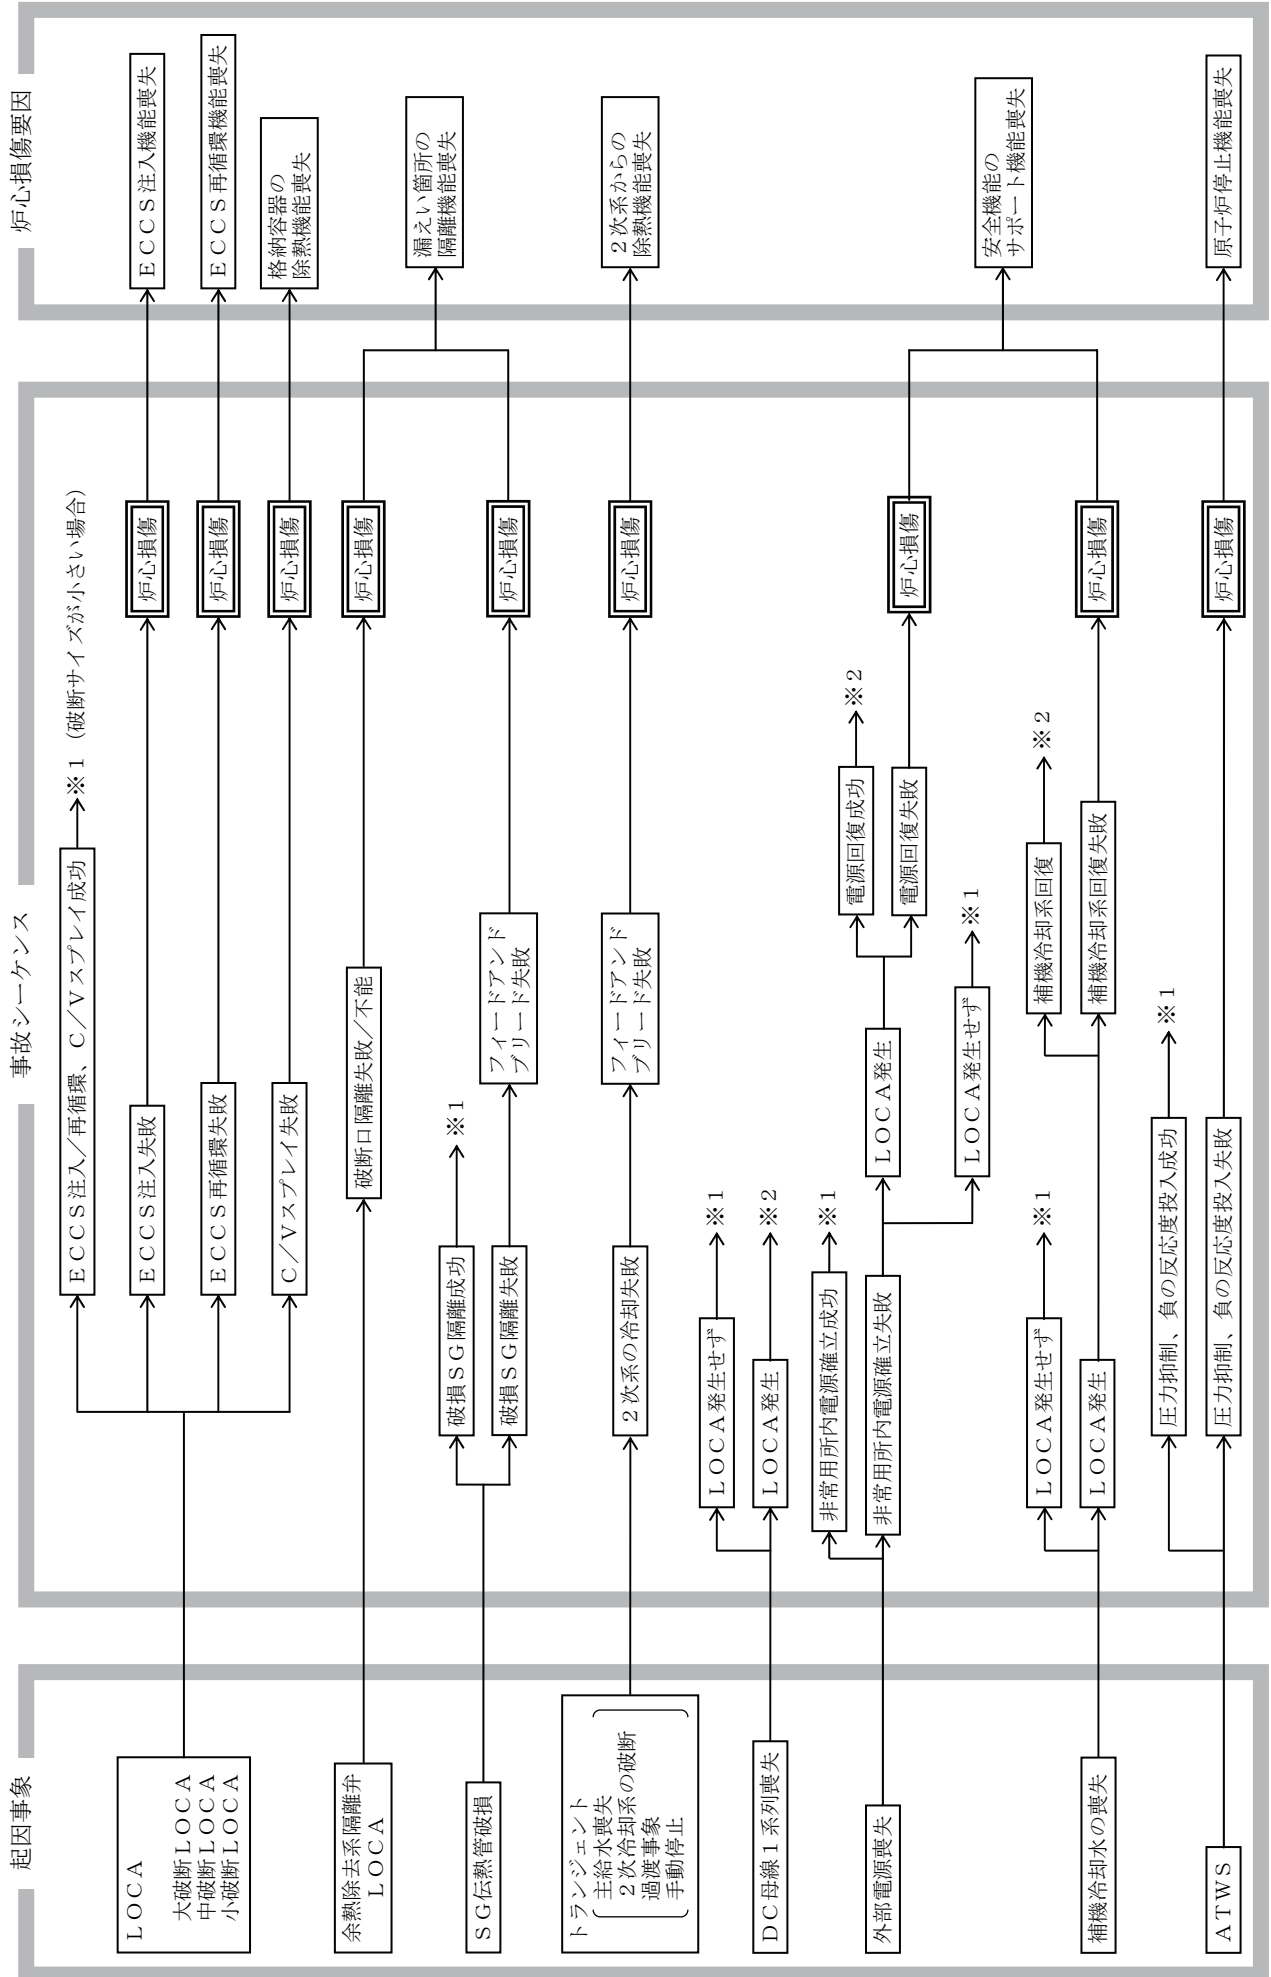 起因事象
LOCA
大破断LOCA
中破断LOCA
小破断LOCA
余熱除去系隔離弁
LOCA
SG伝熱管破損
トランジェント
主給水喪失
2次冷却系の破断
過渡事象
手動停止
DC母線1系列喪失
外部電源喪失
補機冷却水の喪失
ATWS
事故シーケンス
ECCS注入/再循環、C/Vスプレイ成功
※1(破断サイズが小さい場合)
ECCS注入失敗
炉心損傷
ECCS再循環失敗
炉心損傷
C/Vスプレイ失敗
炉心損傷
破断口隔離失敗/不能
炉心損傷
破損SG隔離成功
※1
破損SG隔離失敗
フィードアンド
ブリード失敗
炉心損傷
2次系の冷却失敗
フィードアンド
ブリード失敗
炉心損傷
LOCA発生せず
※1
LOCA発生
※2
非常用所内電源確立成功
※1
非常用所内電源確立失敗
LOCA発生
電源回復成功
※2
電源回復失敗
炉心損傷
LOCA発生せず
※1
LOCA発生せず
※1
LOCA発生
補機冷却系回復
※2
補機冷却系回復失敗
炉心損傷
圧力抑制、負の反応度投入成功
※1
圧力抑制、負の反応度投入失敗
炉心損傷
炉心損傷要因
ECCS注入機能喪失
ECCS再循環機能喪失
格納容器の
除熱機能喪失
漏えい箇所の
隔離機能喪失
2次系からの
除熱機能喪失
安全機能の
サポート機能喪失
原子炉停止機能喪失